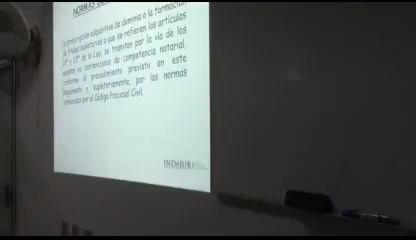 NORMAS
la prescripción adquisitiva de dominio o la formación
de títulos supletorios a que se refieren los artículos
y 12° de la Ley, se tramitan por la vía de los
asuntos no contenciosos de competencia notarial,
conforme al procedimiento previsto en este
Reglamento y, supletoriamente, por las normas
contenidas por el Código Procesal Civil.
INDEJUR